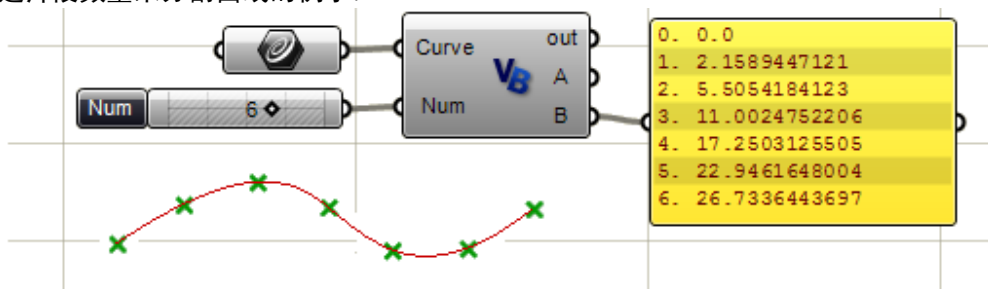 Curve
Num
out
A
B
VB
Num
6
0. 0.0
1. 2.1589447121
2. 5.5054184123
3. 11.0024752206
4. 17.2503125505
5. 22.9461648004
6. 26.7336443697